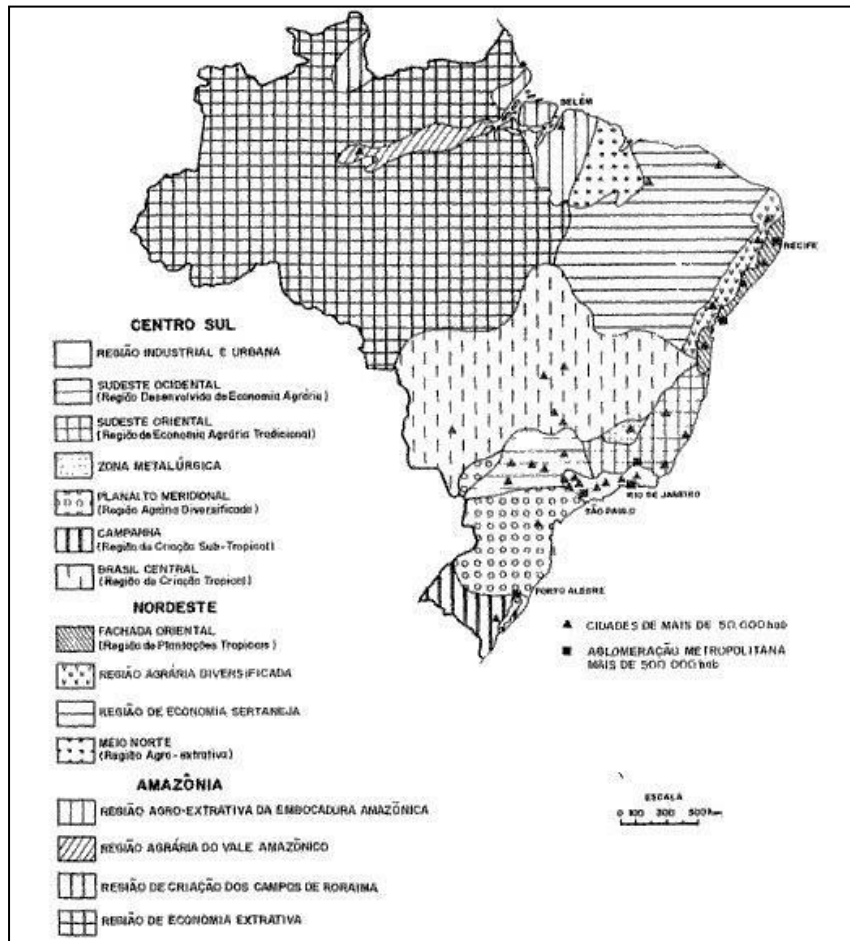 BELÉM
RECIFE
RIO DE JANEIRO
SÃO PAULO
PORTO ALEGRE
CENTRO SUL
REGIÃO INDUSTRIAL E URBANA
SUDESTE OCIDENTAL
(Região Desenvolvida de Economia Agrária)
SUDESTE ORIENTAL
(Região de Economia Agrária Tradicional)
ZONA METALÚRGICA
PLANALTO MERIDIONAL
(Região Agrária Diversificada)
CAMPANHA
(Região de Criação Sub-Tropical)
BRASIL CENTRAL
(Região de Criação Tropical)
NORDESTE
FACHADA ORIENTAL
(Região de Plantações Tropicais)
REGIÃO AGRÁRIA DIVERSIFICADA
REGIÃO DE ECONOMIA SERTANEJA
MEIO NORTE
(Região Agro-extrativa)
AMAZÔNIA
REGIÃO AGRO-EXTRATIVA DA EMBOCADURA AMAZÔNICA
REGIÃO AGRÁRIA DO VALE AMAZÔNICO
REGIÃO DE CRIAÇÃO DOS CAMPOS DE RORAIMA
REGIÃO DE ECONOMIA EXTRATIVA
CIDADES DE MAIS DE 50.000 hab
AGLOMERAÇÃO METROPOLITANA
MAIS DE 500 000 hab
ESCALA
0 100 300 500 km